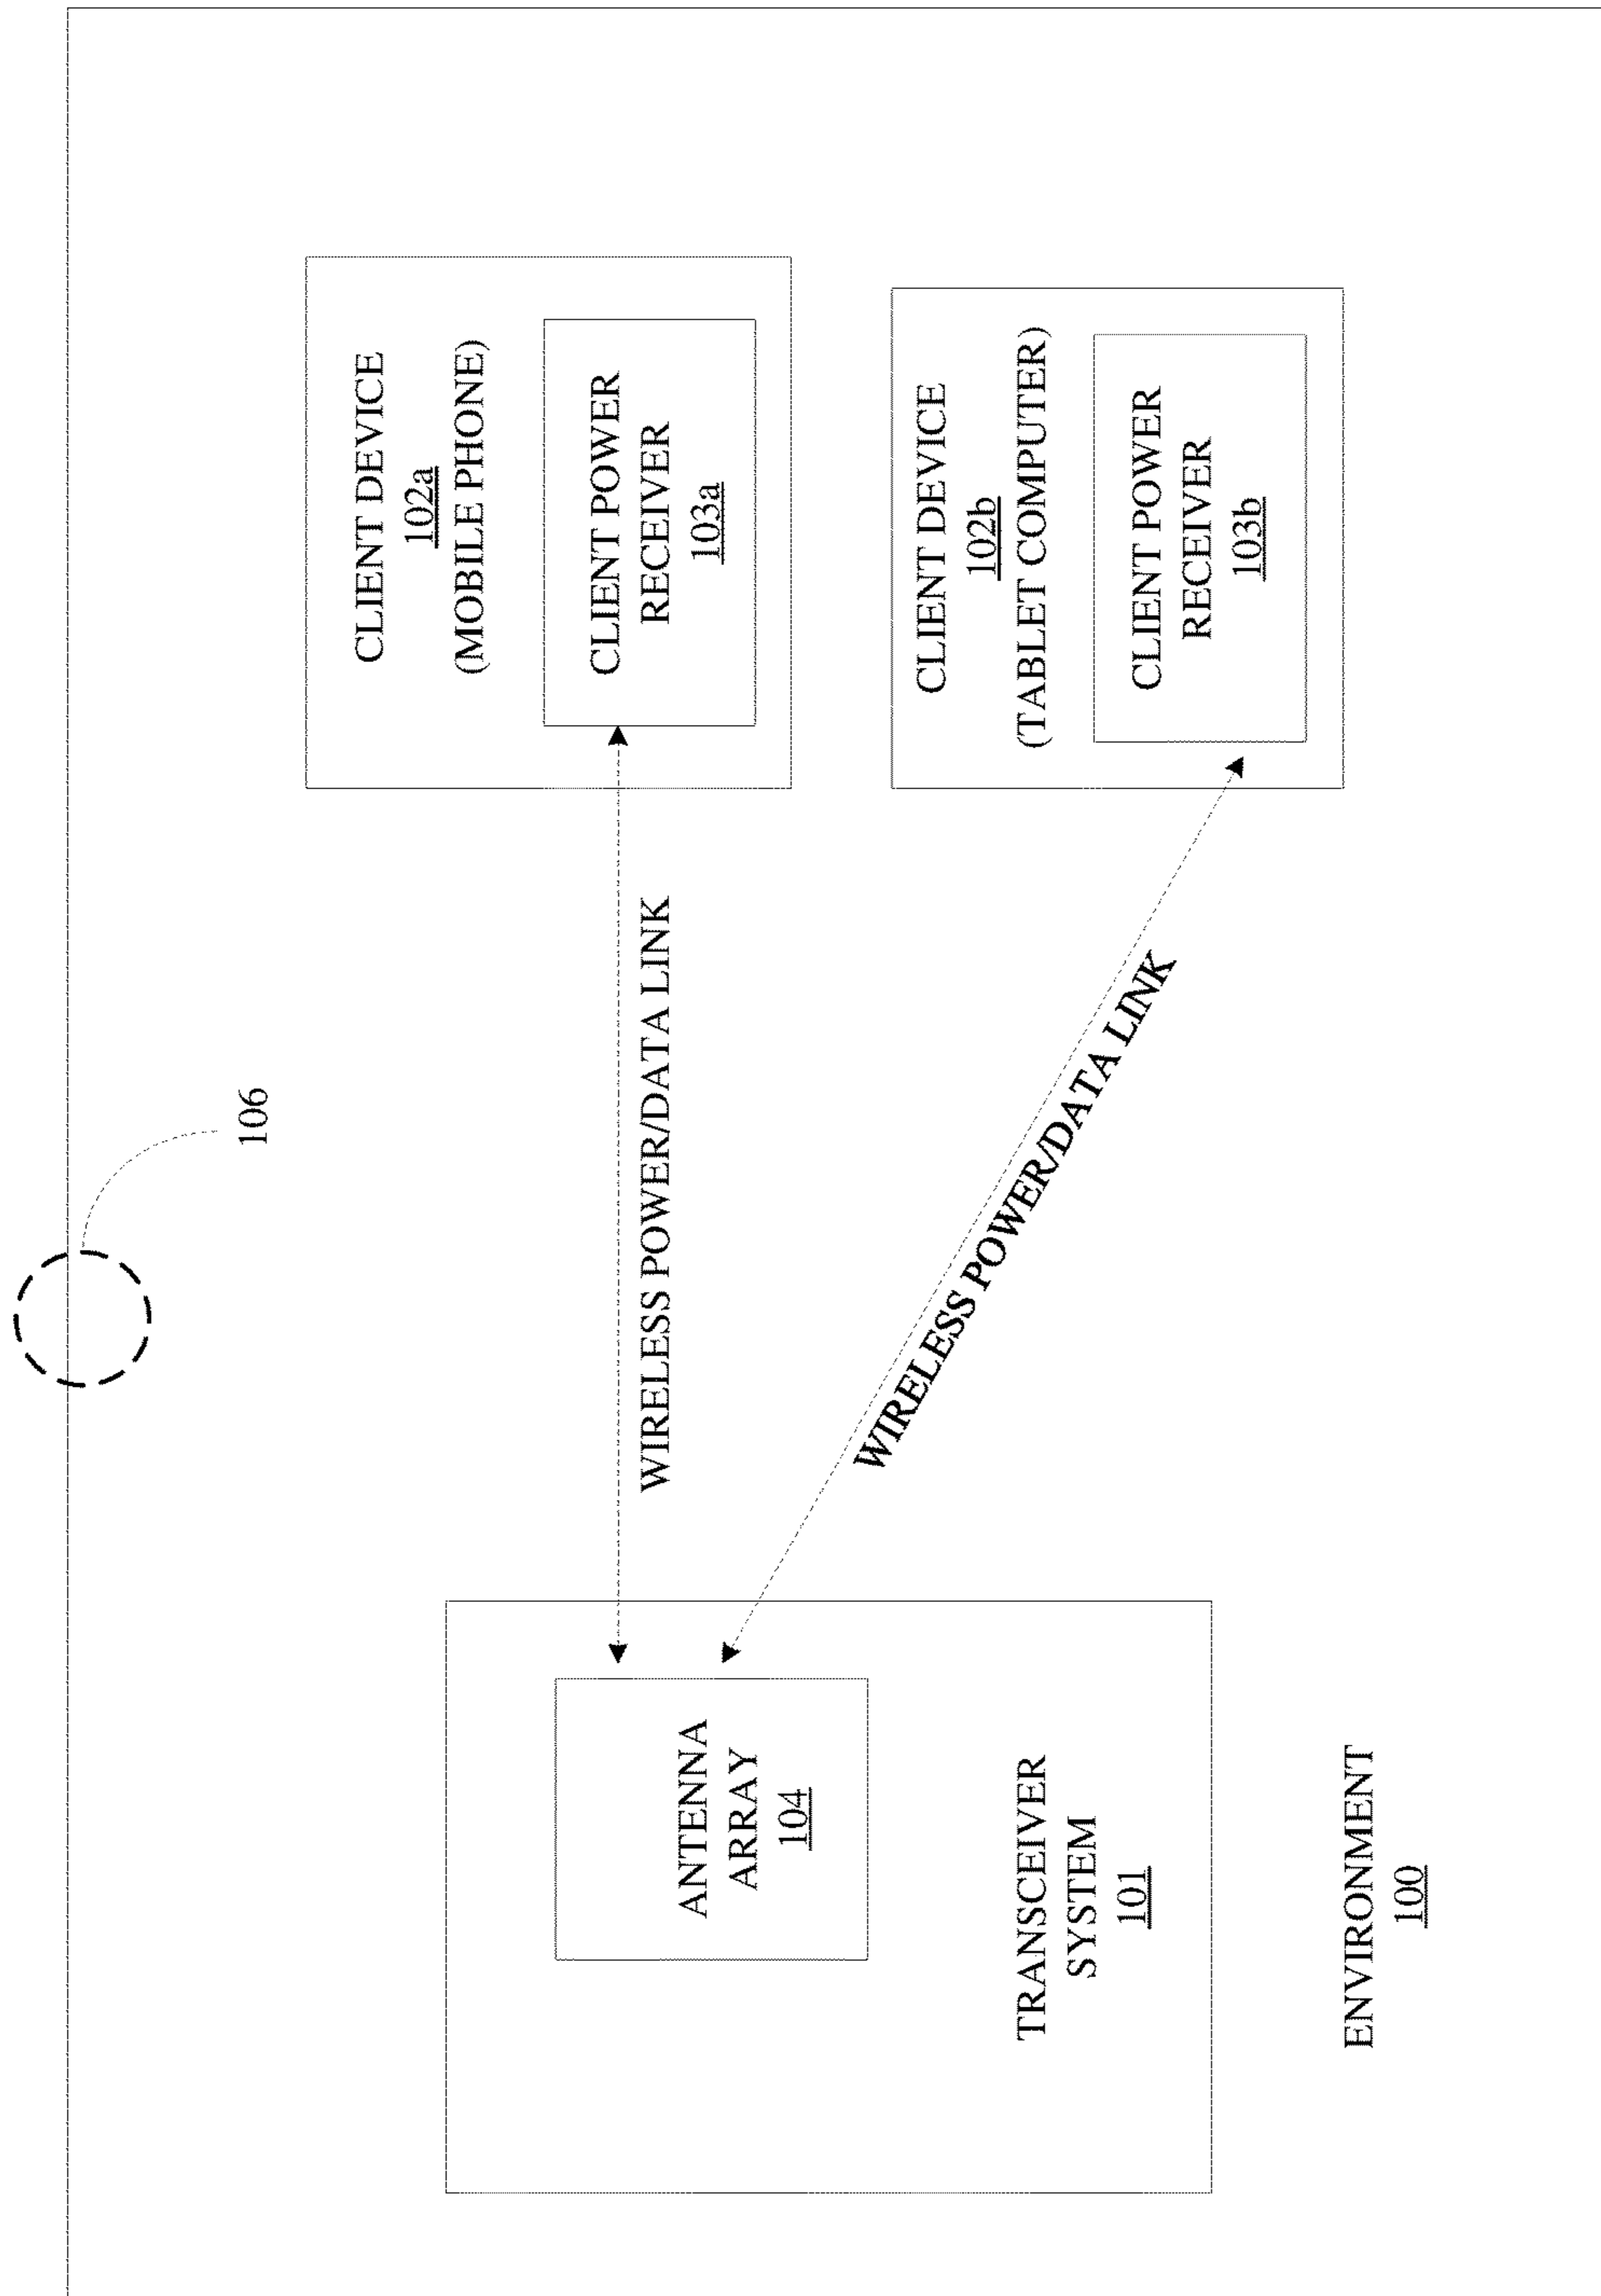 106
CLIENT DEVICE
102a
(MOBILE PHONE)
CLIENT POWER
RECEIVER
103a
WIRELESS POWER/DATA LINK
ANTENNA
ARRAY
104
WIRELESS POWER/DATA LINK
CLIENT DEVICE
102b
(TABLET COMPUTER)
CLIENT POWER
RECEIVER
103b
TRANSCEIVER
SYSTEM
101
ENVIRONMENT
100